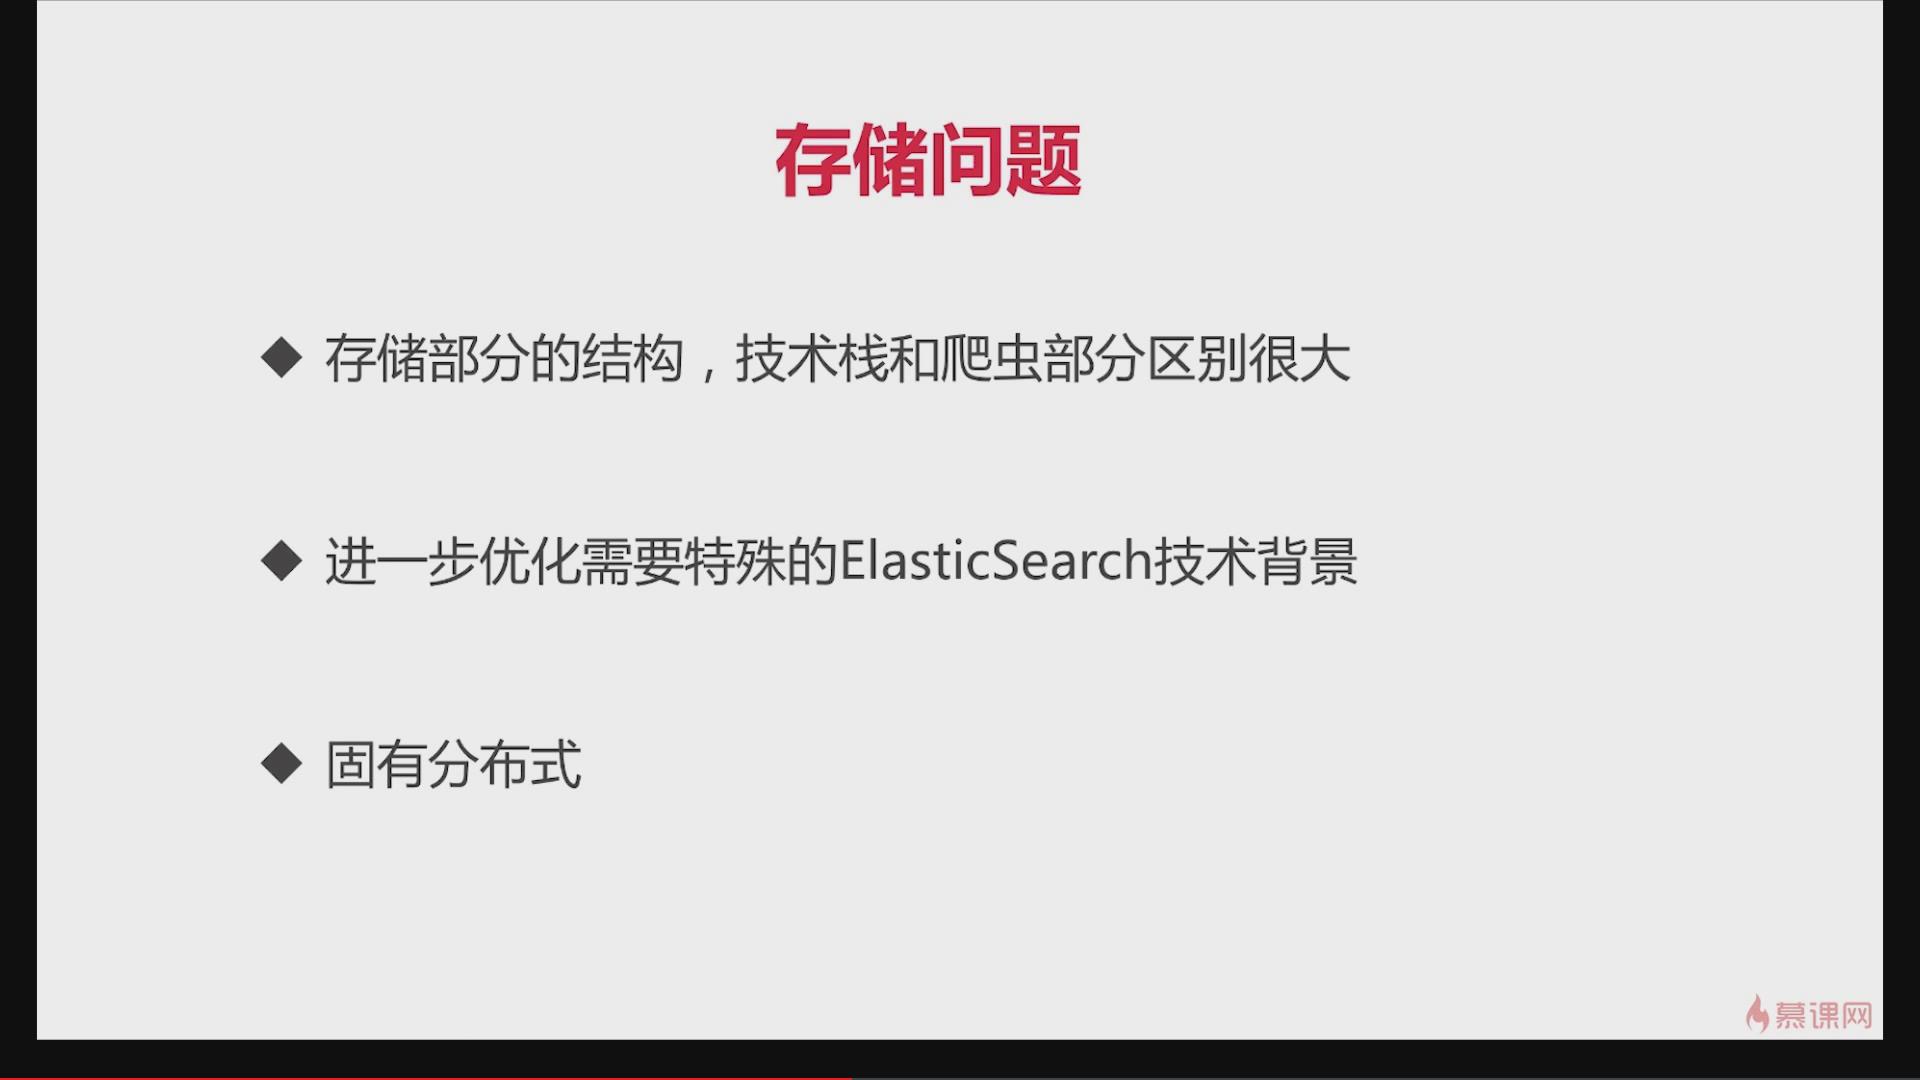 存储问题
◆ 存储部分的结构，技术栈和爬虫部分区别很大
◆ 进一步优化需要特殊的ElasticSearch技术背景
◆ 固有分布式
慕课网